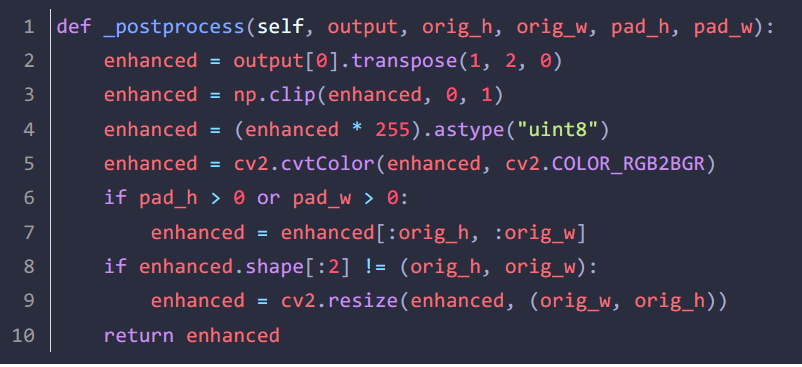 1 def _postprocess(self, output, orig_h, orig_w, pad_h, pad_w):
2     enhanced = output[0].transpose(1, 2, 0)
3     enhanced = np.clip(enhanced, 0, 1)
4     enhanced = (enhanced * 255).astype("uint8")
5     enhanced = cv2.cvtColor(enhanced, cv2.COLOR_RGB2BGR)
6     if pad_h > 0 or pad_w > 0:
7         enhanced = enhanced[:orig_h, :orig_w]
8     if enhanced.shape[:2] != (orig_h, orig_w):
9         enhanced = cv2.resize(enhanced, (orig_w, orig_h))
10     return enhanced